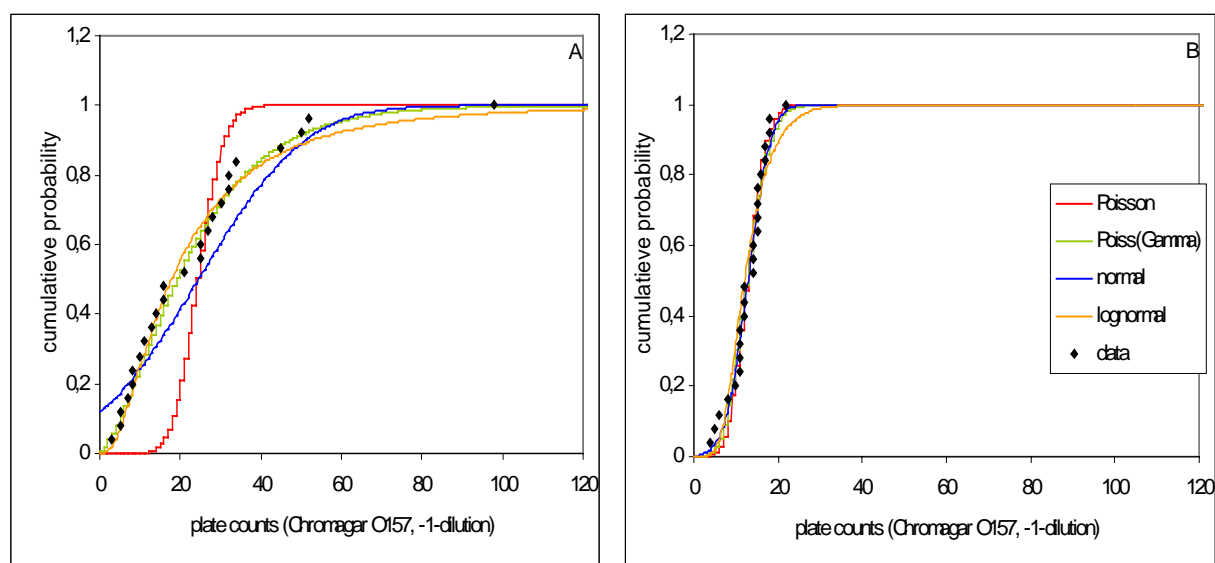 A
1,2
1
0,8
0,6
0,4
0,2
0
cumulatieve probability
0 20 40 60 80 100 120
plate counts (Chromagar O157, -1-dilution)
B
1,2
1
0,8
0,6
0,4
0,2
0
cumulatieve probability
0 20 40 60 80 100 120
plate counts (Chromagar O157, -1-dilution)
Poisson
Poiss(Gamma)
normal
lognormal
data